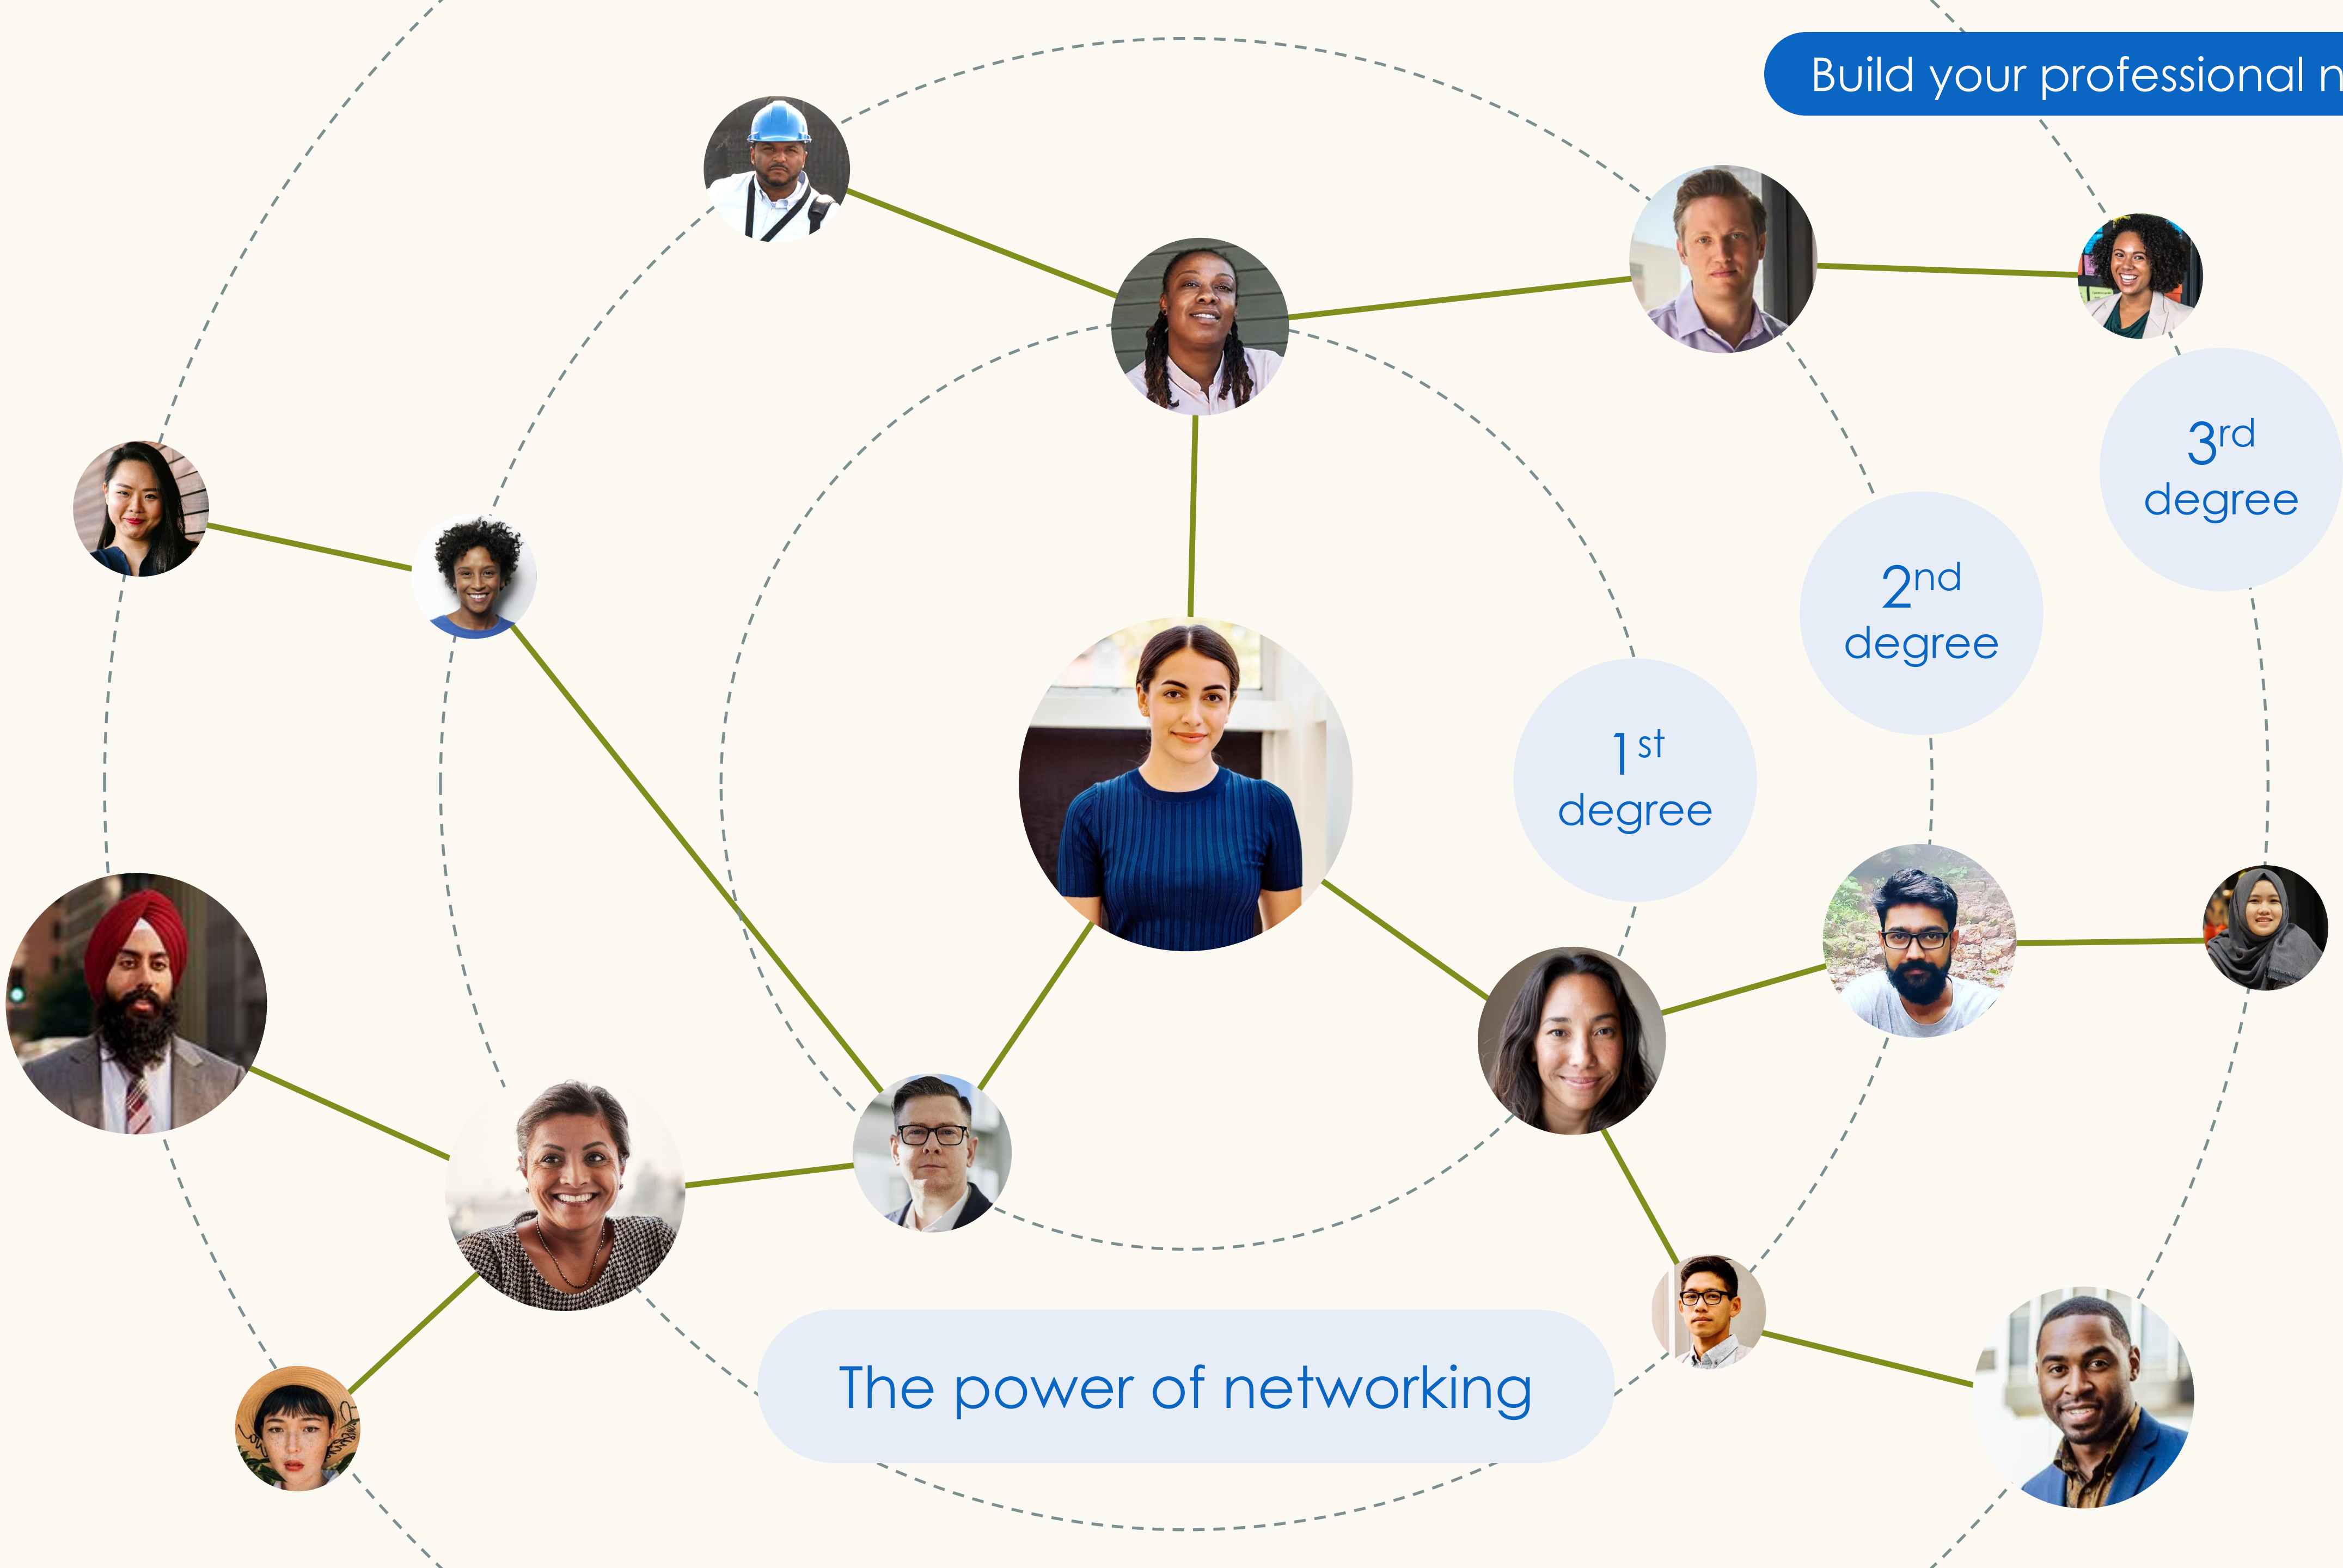 Build your professional
3rd
degree
2nd
degree
1st
degree
The power of networking